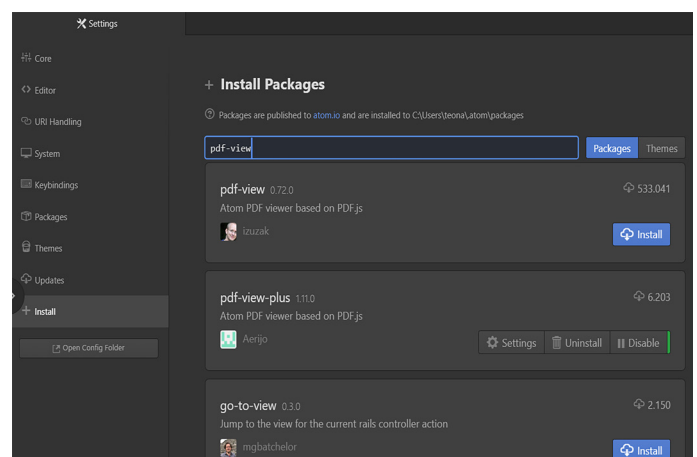 Settings
Core
Editor
URI Handling
System
Keybindings
Packages
Themes
Updates
Install
Open Config Folder
+ Install Packages
Packages are published to atom.io and are installed to C:\Users\teona\.atom\packages
pdf-view
Packages Themes
pdf-view 0.72.0 533.041
Atom PDF viewer based on PDF.js
izuzak Install
pdf-view-plus 1.11.0 6.203
Atom PDF viewer based on PDF.js
Aerijo Settings Uninstall Disable
go-to-view 0.3.0 2.150
Jump to the view for the current rails controller action
mgbatchelor Install